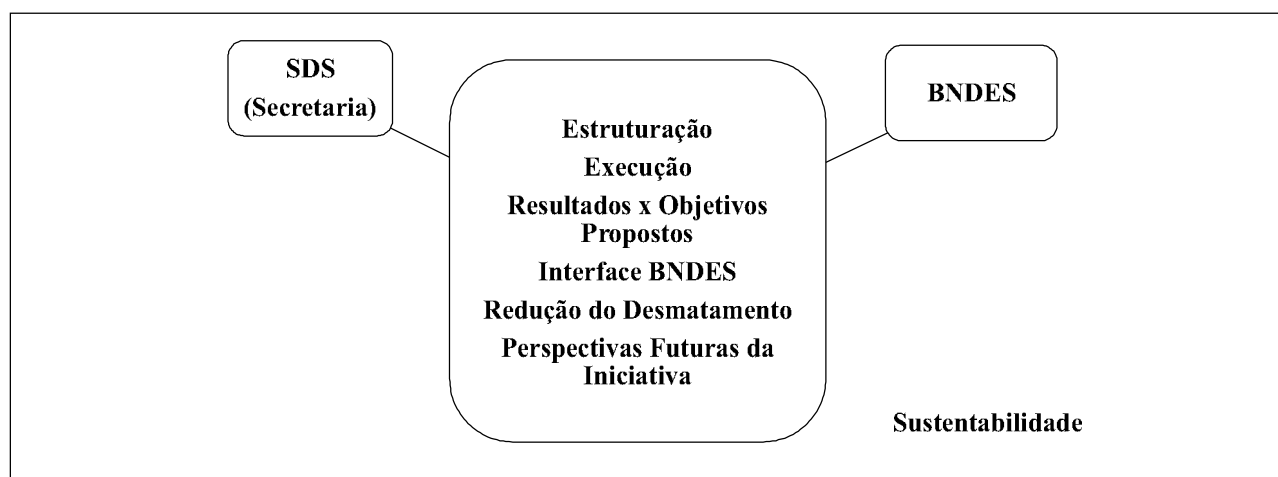 SDS
(Secretaria)
BNDES
Estruturação
Execução
Resultados x Objetivos
Propostos
Interface BNDES
Redução do Desmatamento
Perspectivas Futuras da
Iniciativa
Sustentabilidade